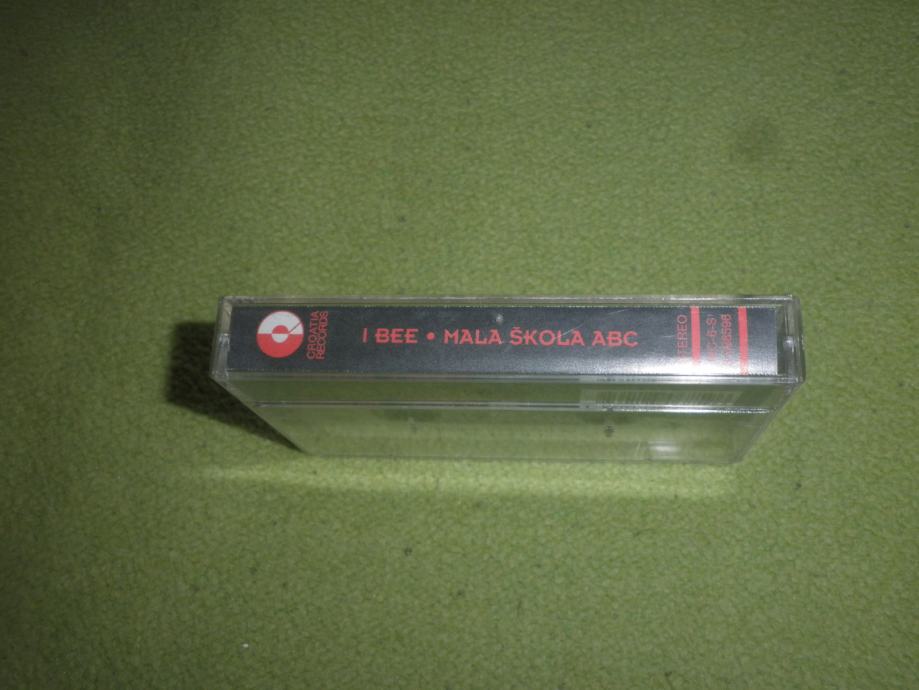 CROATIA
RECORDS
I BEE • MALA ŠKOLA ABC
STEREO